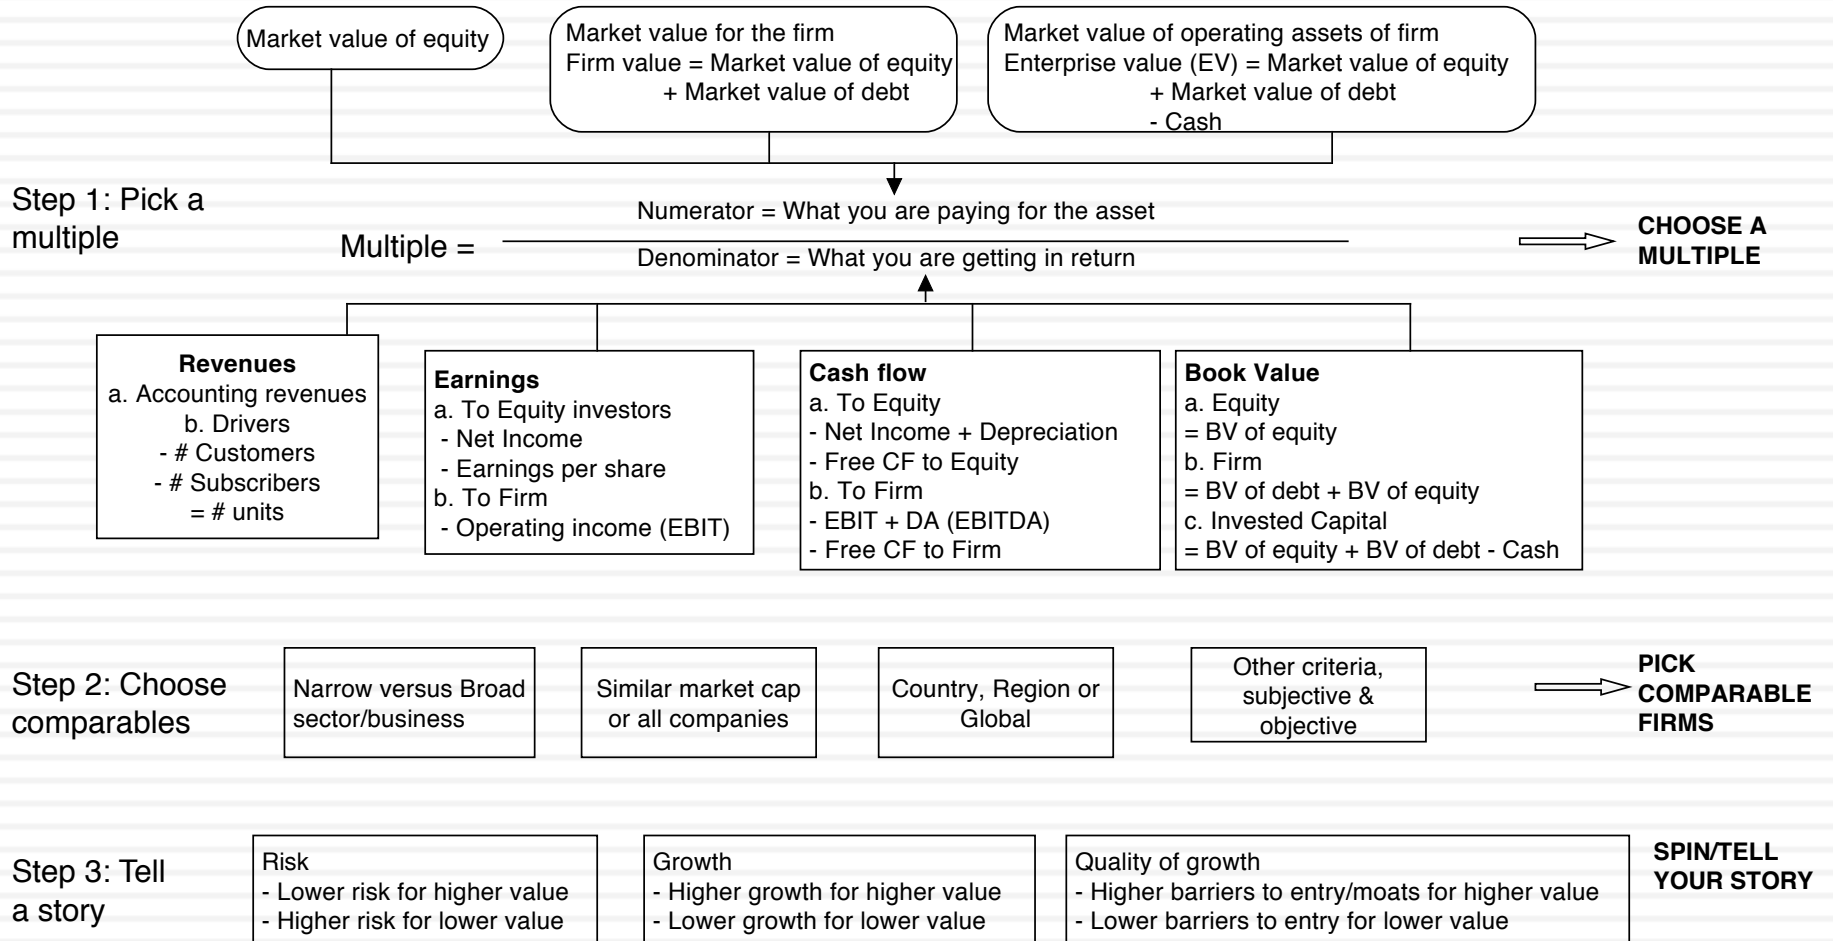 Market value of equity
Market value for the firm
Firm value = Market value of equity
+ Market value of debt
Market value of operating assets of firm
Enterprise value (EV) = Market value of equity
+ Market value of debt
- Cash
Step 1: Pick a
multiple
Multiple =
Numerator = What you are paying for the asset
Denominator = What you are getting in return
CHOOSE A
MULTIPLE
Revenues
a. Accounting revenues
b. Drivers
- # Customers
- # Subscribers
= # units
Earnings
a. To Equity investors
- Net Income
- Earnings per share
b. To Firm
- Operating income (EBIT)
Cash flow
a. To Equity
- Net Income + Depreciation
- Free CF to Equity
b. To Firm
- EBIT + DA (EBITDA)
- Free CF to Firm
Book Value
a. Equity
= BV of equity
b. Firm
= BV of debt + BV of equity
c. Invested Capital
= BV of equity + BV of debt - Cash
Step 2: Choose
comparables
Narrow versus Broad
sector/business
Similar market cap
or all companies
Country, Region or
Global
Other criteria,
subjective &
objective
PICK
COMPARABLE
FIRMS
Step 3: Tell
a story
Risk
- Lower risk for higher value
- Higher risk for lower value
Growth
- Higher growth for higher value
- Lower growth for lower value
Quality of growth
- Higher barriers to entry/moats for higher value
- Lower barriers to entry for lower value
SPIN/TELL
YOUR STORY